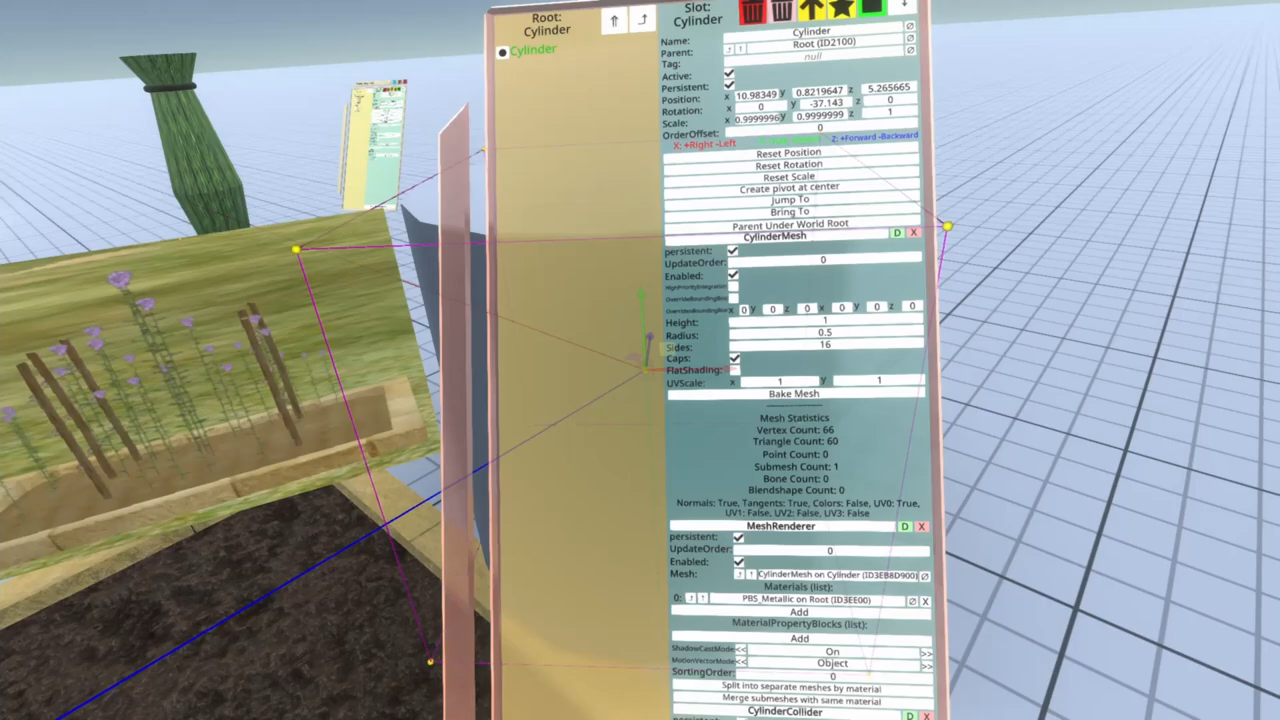 Root:
Cylinder
Cylinder
Slot:
Cylinder
Name: Cylinder
Parent: Root (ID2100)
Tag: null
Active:
Persistent:
Position: x 10.98349 y 0.8219647 z 5.265665
Rotation: x 0 y -37.143 z 0
Scale: x 0.9999996 y 0.9999999 z 1
OrderOffset: 0
X: +Right -Left Z: +Forward -Backward
Reset Position
Reset Rotation
Reset Scale
Create pivot at center
Jump To
Bring To
Parent Under World Root
CylinderMesh D X
persistent:
UpdateOrder: 0
Enabled:
HighPriorityIntegration
x 0 y 0 z 0 x 0 y 0 z 0
Height: 1
Radius: 0.5
Sides: 16
Caps:
FlatShading:
UVScale: x 1 y 1
Bake Mesh
Mesh Statistics
Vertex Count: 66
Triangle Count: 60
Point Count: 0
Submesh Count: 1
Bone Count: 0
Blendshape Count: 0
Normals: True, Tangents: True, Colors: False, UV0: True,
UV1: False, UV2: False, UV3: False
MeshRenderer D X
persistent:
UpdateOrder: 0
Enabled:
Mesh: CylinderMesh on Cylinder (ID3EB8D900)
Materials (list):
0: PBS_Metallic on Root (ID3EE00) X
Add
MaterialPropertyBlocks (list):
Add
ShadowCastMode << On >>
MotionVectorMode << Object >>
SortingOrder: 0
Split into separate meshes by material
Merge submeshes with same material
CylinderCollider D X